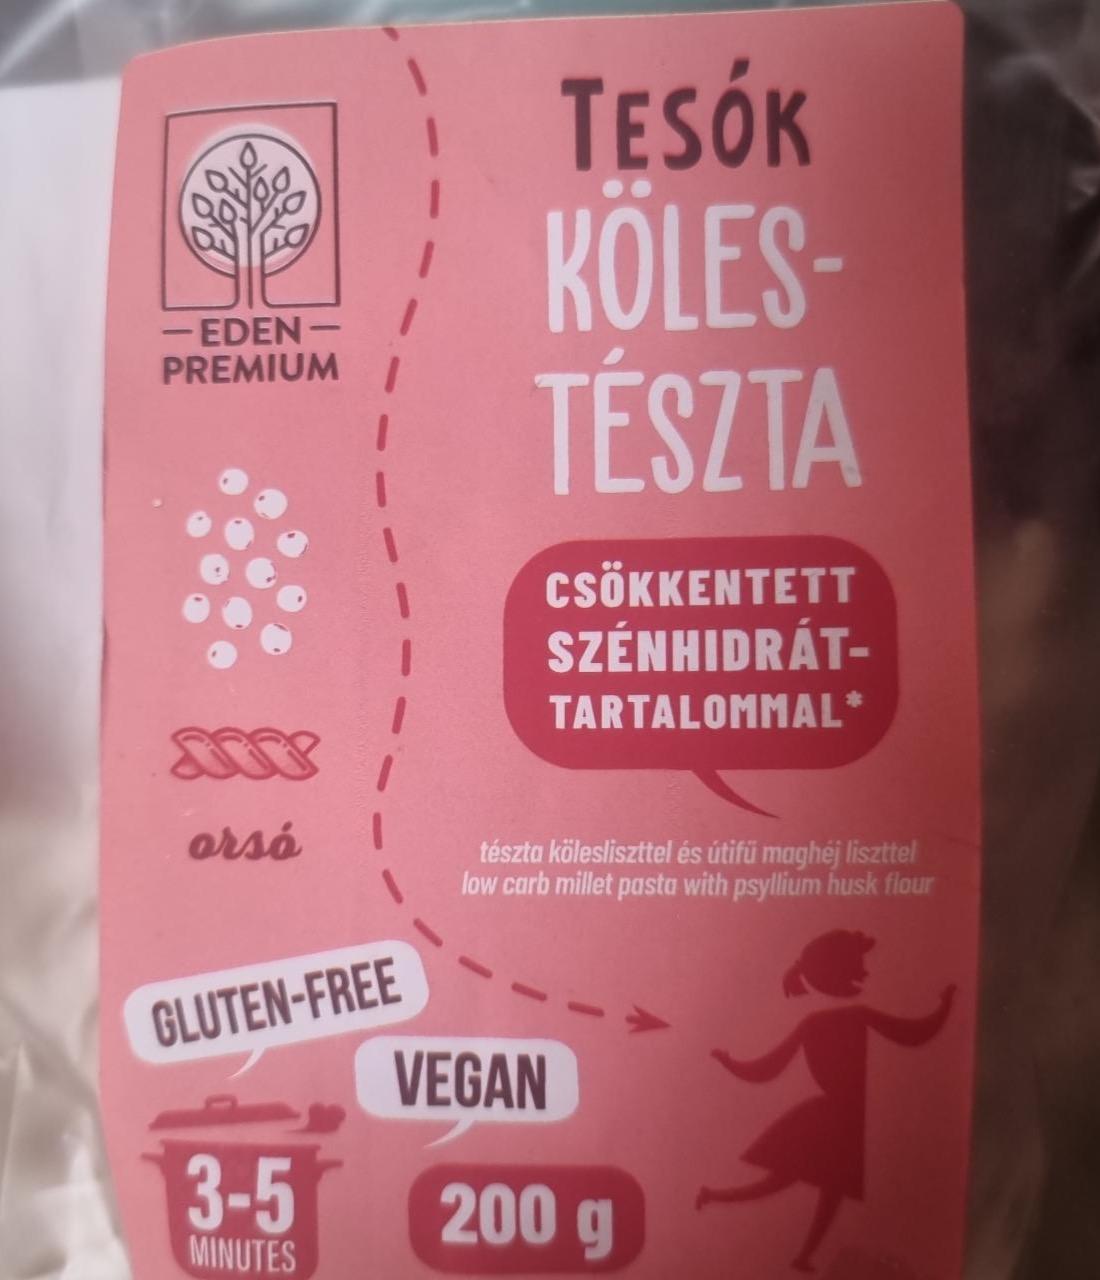 TESÓK
KÖLES-
TÉSZTA
EDEN
PREMIUM
CSÖKKENTETT
SZÉNHIDRÁT-
TARTALOMMAL*
orsó
tészta kölesliszttel és útifű maghéj liszttel
low carb millet pasta with psyllium husk flour
GLUTEN-FREE
VEGAN
3-5
MINUTES
200 g